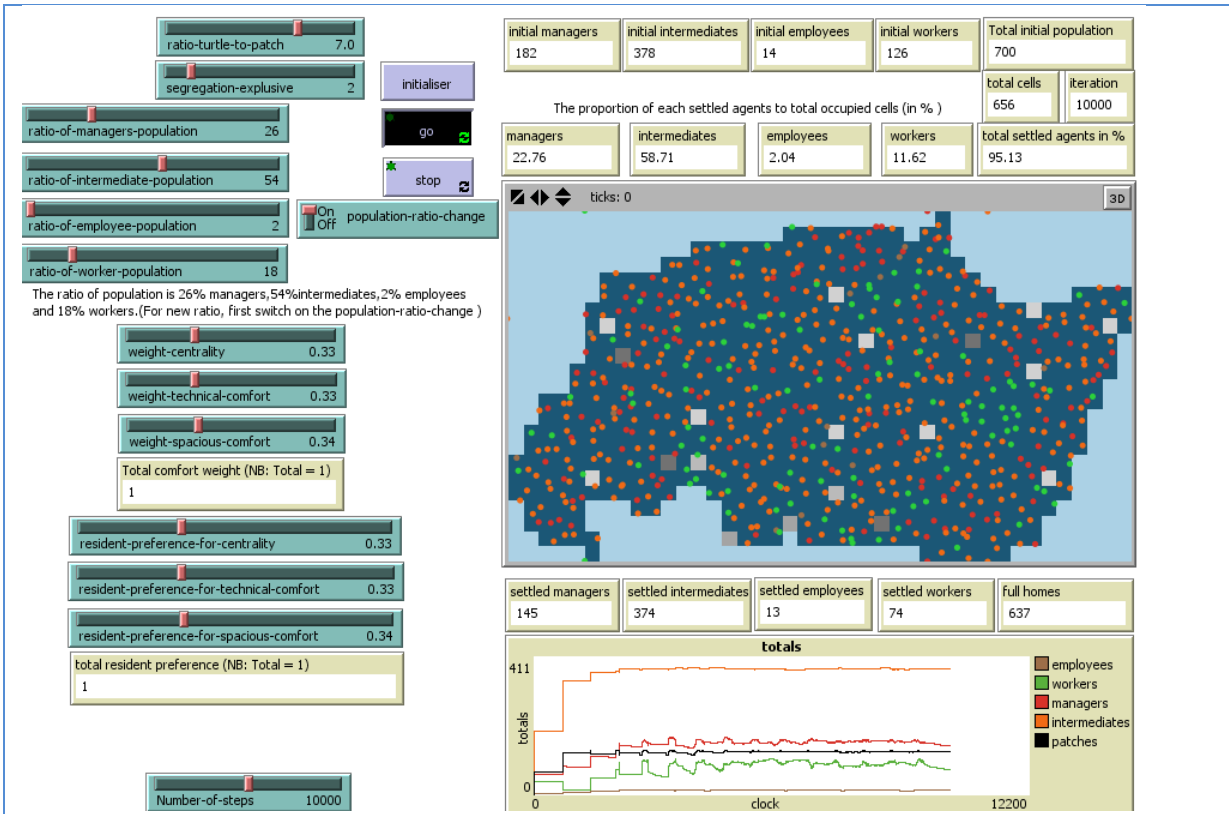 ratio-turtle-to-patch 7.0
segregation-explusive 2
ratio-of-managers-population 26
ratio-of-intermediate-population 54
ratio-of-employee-population 2
ratio-of-worker-population 18
initialiser
go
stop
On
Off
population-ratio-change
The ratio of population is 26% managers,54%intermediates,2% employees
and 18% workers.(For new ratio, first switch on the population-ratio-change )
weight-centrality 0.33
weight-technical-comfort 0.33
weight-spacious-comfort 0.34
Total comfort weight (NB: Total = 1)
1
resident-preference-for-centrality 0.33
resident-preference-for-technical-comfort 0.33
resident-preference-for-spacious-comfort 0.34
total resident preference (NB: Total = 1)
1
Number-of-steps 10000
initial managers
182
initial intermediates
378
initial employees
14
initial workers
126
Total initial population
700
total cells
656
iteration
10000
The proportion of each settled agents to total occupied cells (in % )
managers
22.76
intermediates
58.71
employees
2.04
workers
11.62
total settled agents in %
95.13
ticks: 0
3D
settled managers
145
settled intermediates
374
settled employees
13
settled workers
74
full homes
637
totals
411
totals
0
0
clock
12200
employees
workers
managers
intermediates
patches